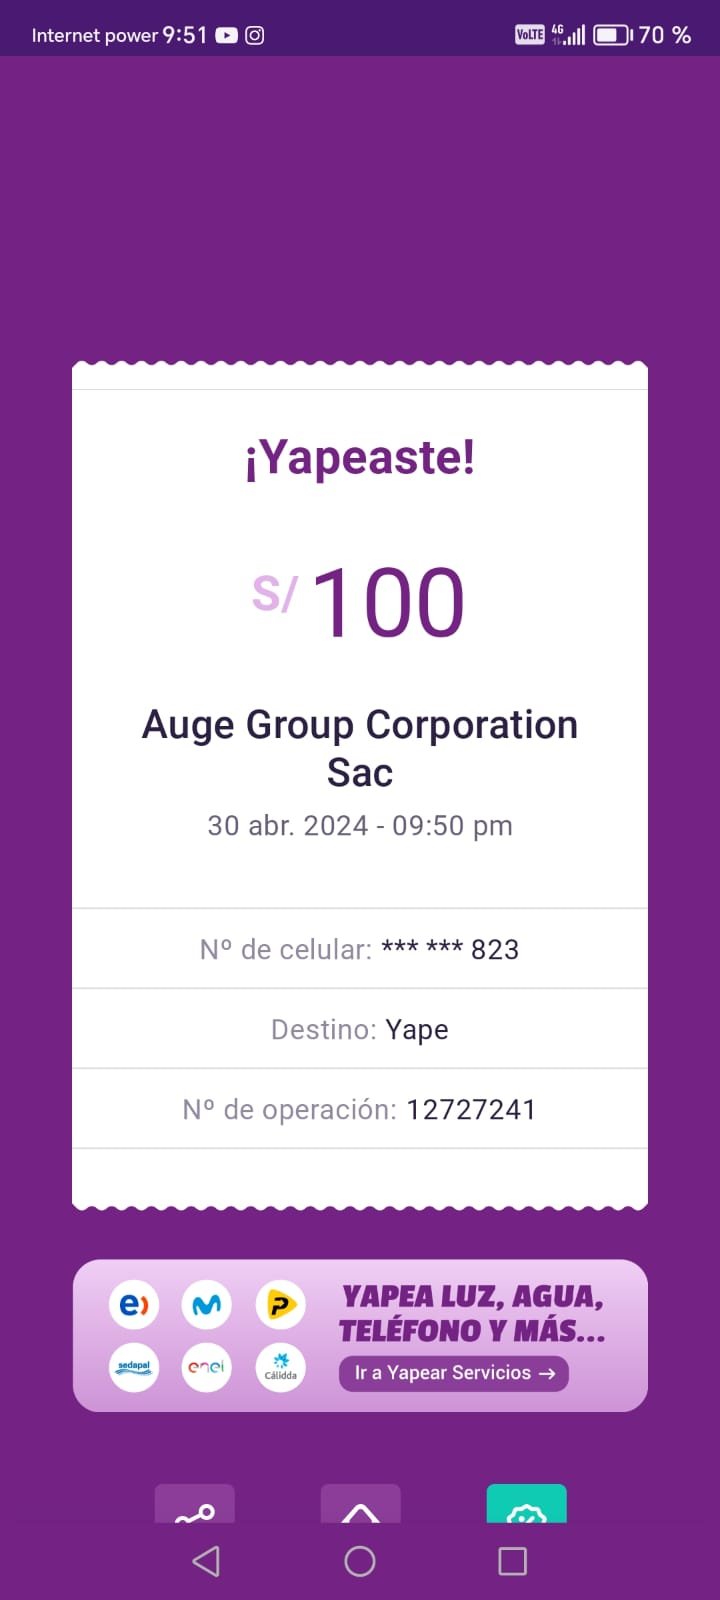 Internet power 9:51
VoLTE 4G 70 %
¡Yapeaste!
S/ 100
Auge Group Corporation
Sac
30 abr. 2024 - 09:50 pm
Nº de celular: *** *** 823
Destino: Yape
Nº de operación: 12727241
YAPEA LUZ, AGUA,
TELÉFONO Y MÁS...
Ir a Yapear Servicios →
sedapal
enel
Cálidda